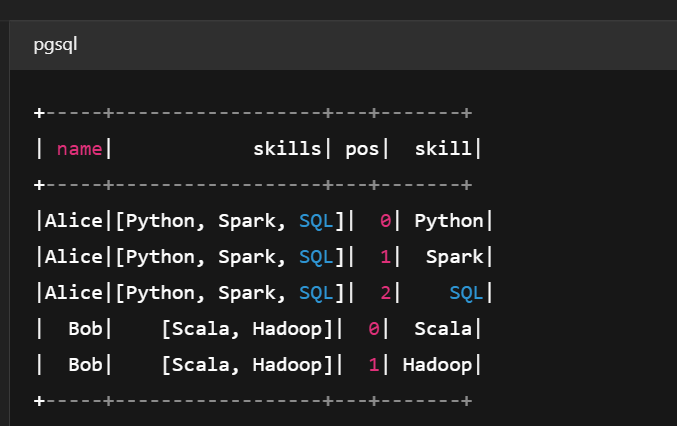 pgsql
+-----+------------------+---+-------+
| name|            skills| pos|  skill|
+-----+------------------+---+-------+
|Alice|[Python, Spark, SQL]|  0| Python|
|Alice|[Python, Spark, SQL]|  1|  Spark|
|Alice|[Python, Spark, SQL]|  2|    SQL|
|  Bob|    [Scala, Hadoop]|  0|  Scala|
|  Bob|    [Scala, Hadoop]|  1| Hadoop|
+-----+------------------+---+-------+